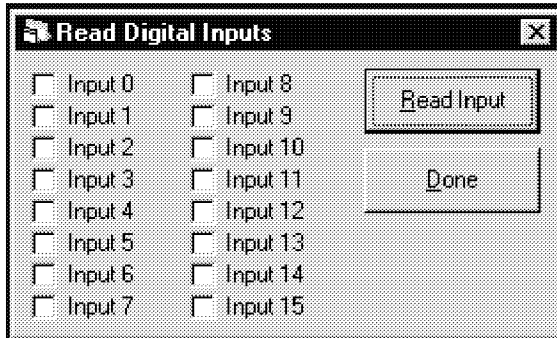 Read Digital Inputs
Input 0
Input 1
Input 2
Input 3
Input 4
Input 5
Input 6
Input 7
Input 8
Input 9
Input 10
Input 11
Input 12
Input 13
Input 14
Input 15
Read Input
Done